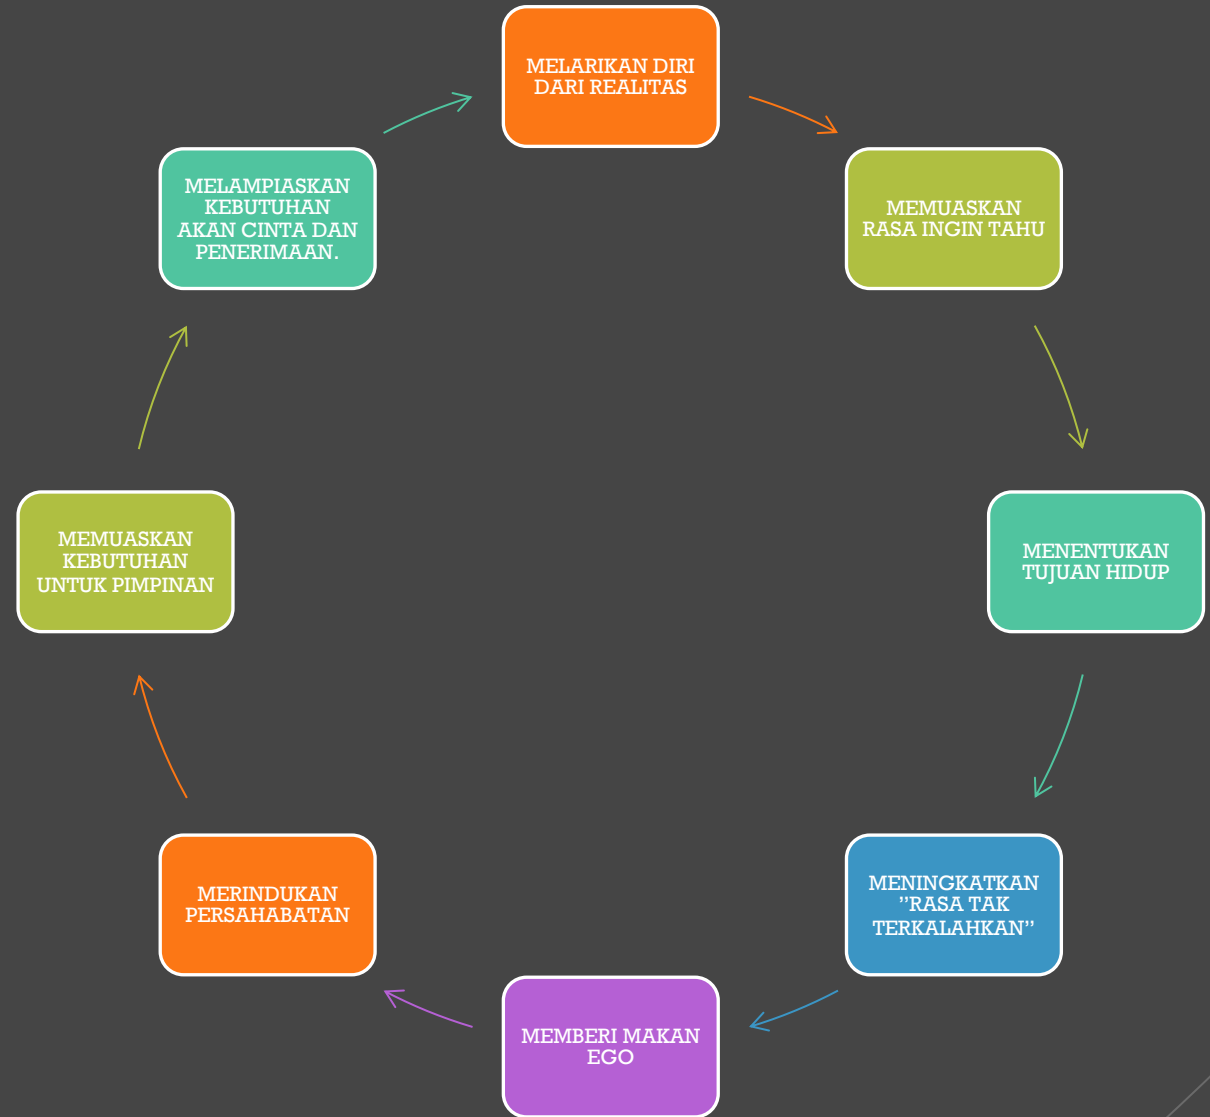 MELARIKAN DIRI
DARI REALITAS
MEMUASKAN
RASA INGIN TAHU
MENENTUKAN
TUJUAN HIDUP
MENINGKATKAN
”RASA TAK
TERKALAHKAN”
MEMBERI MAKAN
EGO
MERINDUKAN
PERSAHABATAN
MEMUASKAN
KEBUTUHAN
UNTUK PIMPINAN
MELAMPIASKAN
KEBUTUHAN
AKAN CINTA DAN
PENERIMAAN.